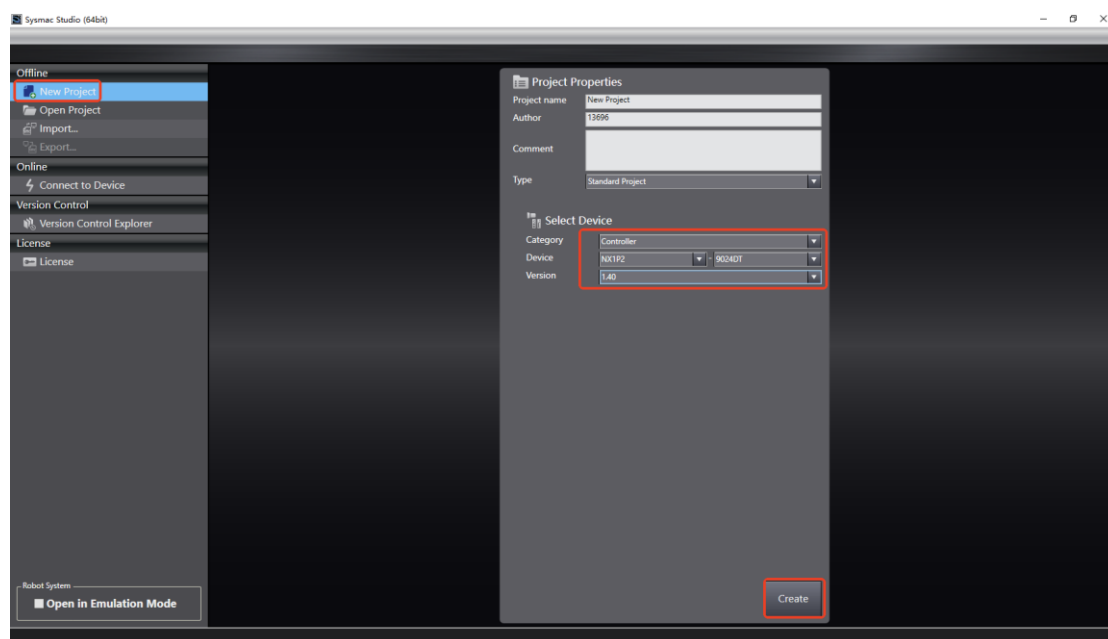 Sysmac Studio (64bit)
Offline
New Project
Open Project
Import...
Export...
Online
Connect to Device
Version Control
Version Control Explorer
License
License
Robot System
Open in Emulation Mode
Project Properties
Project name New Project
Author 13696
Comment
Type Standard Project
Select Device
Category Controller
Device NX1P2 - 9024DT
Version 1.40
Create